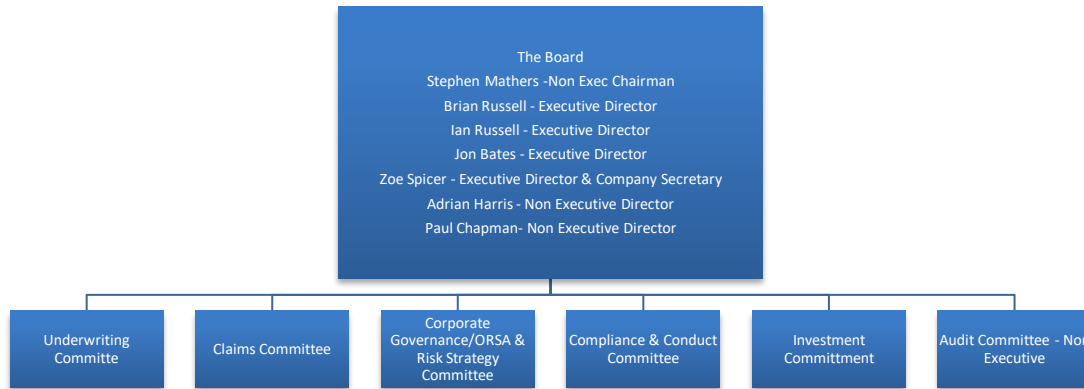 The Board
Stephen Mathers -Non Exec Chairman
Brian Russell - Executive Director
Ian Russell - Executive Director
Jon Bates - Executive Director
Zoe Spicer - Executive Director & Company Secretary
Adrian Harris - Non Executive Director
Paul Chapman- Non Executive Director
Underwriting
Committe
Claims Committee
Corporate
Governance/ORSA &
Risk Strategy
Committee
Compliance & Conduct
Committee
Investment
Committment
Audit Committee - Non
Executive